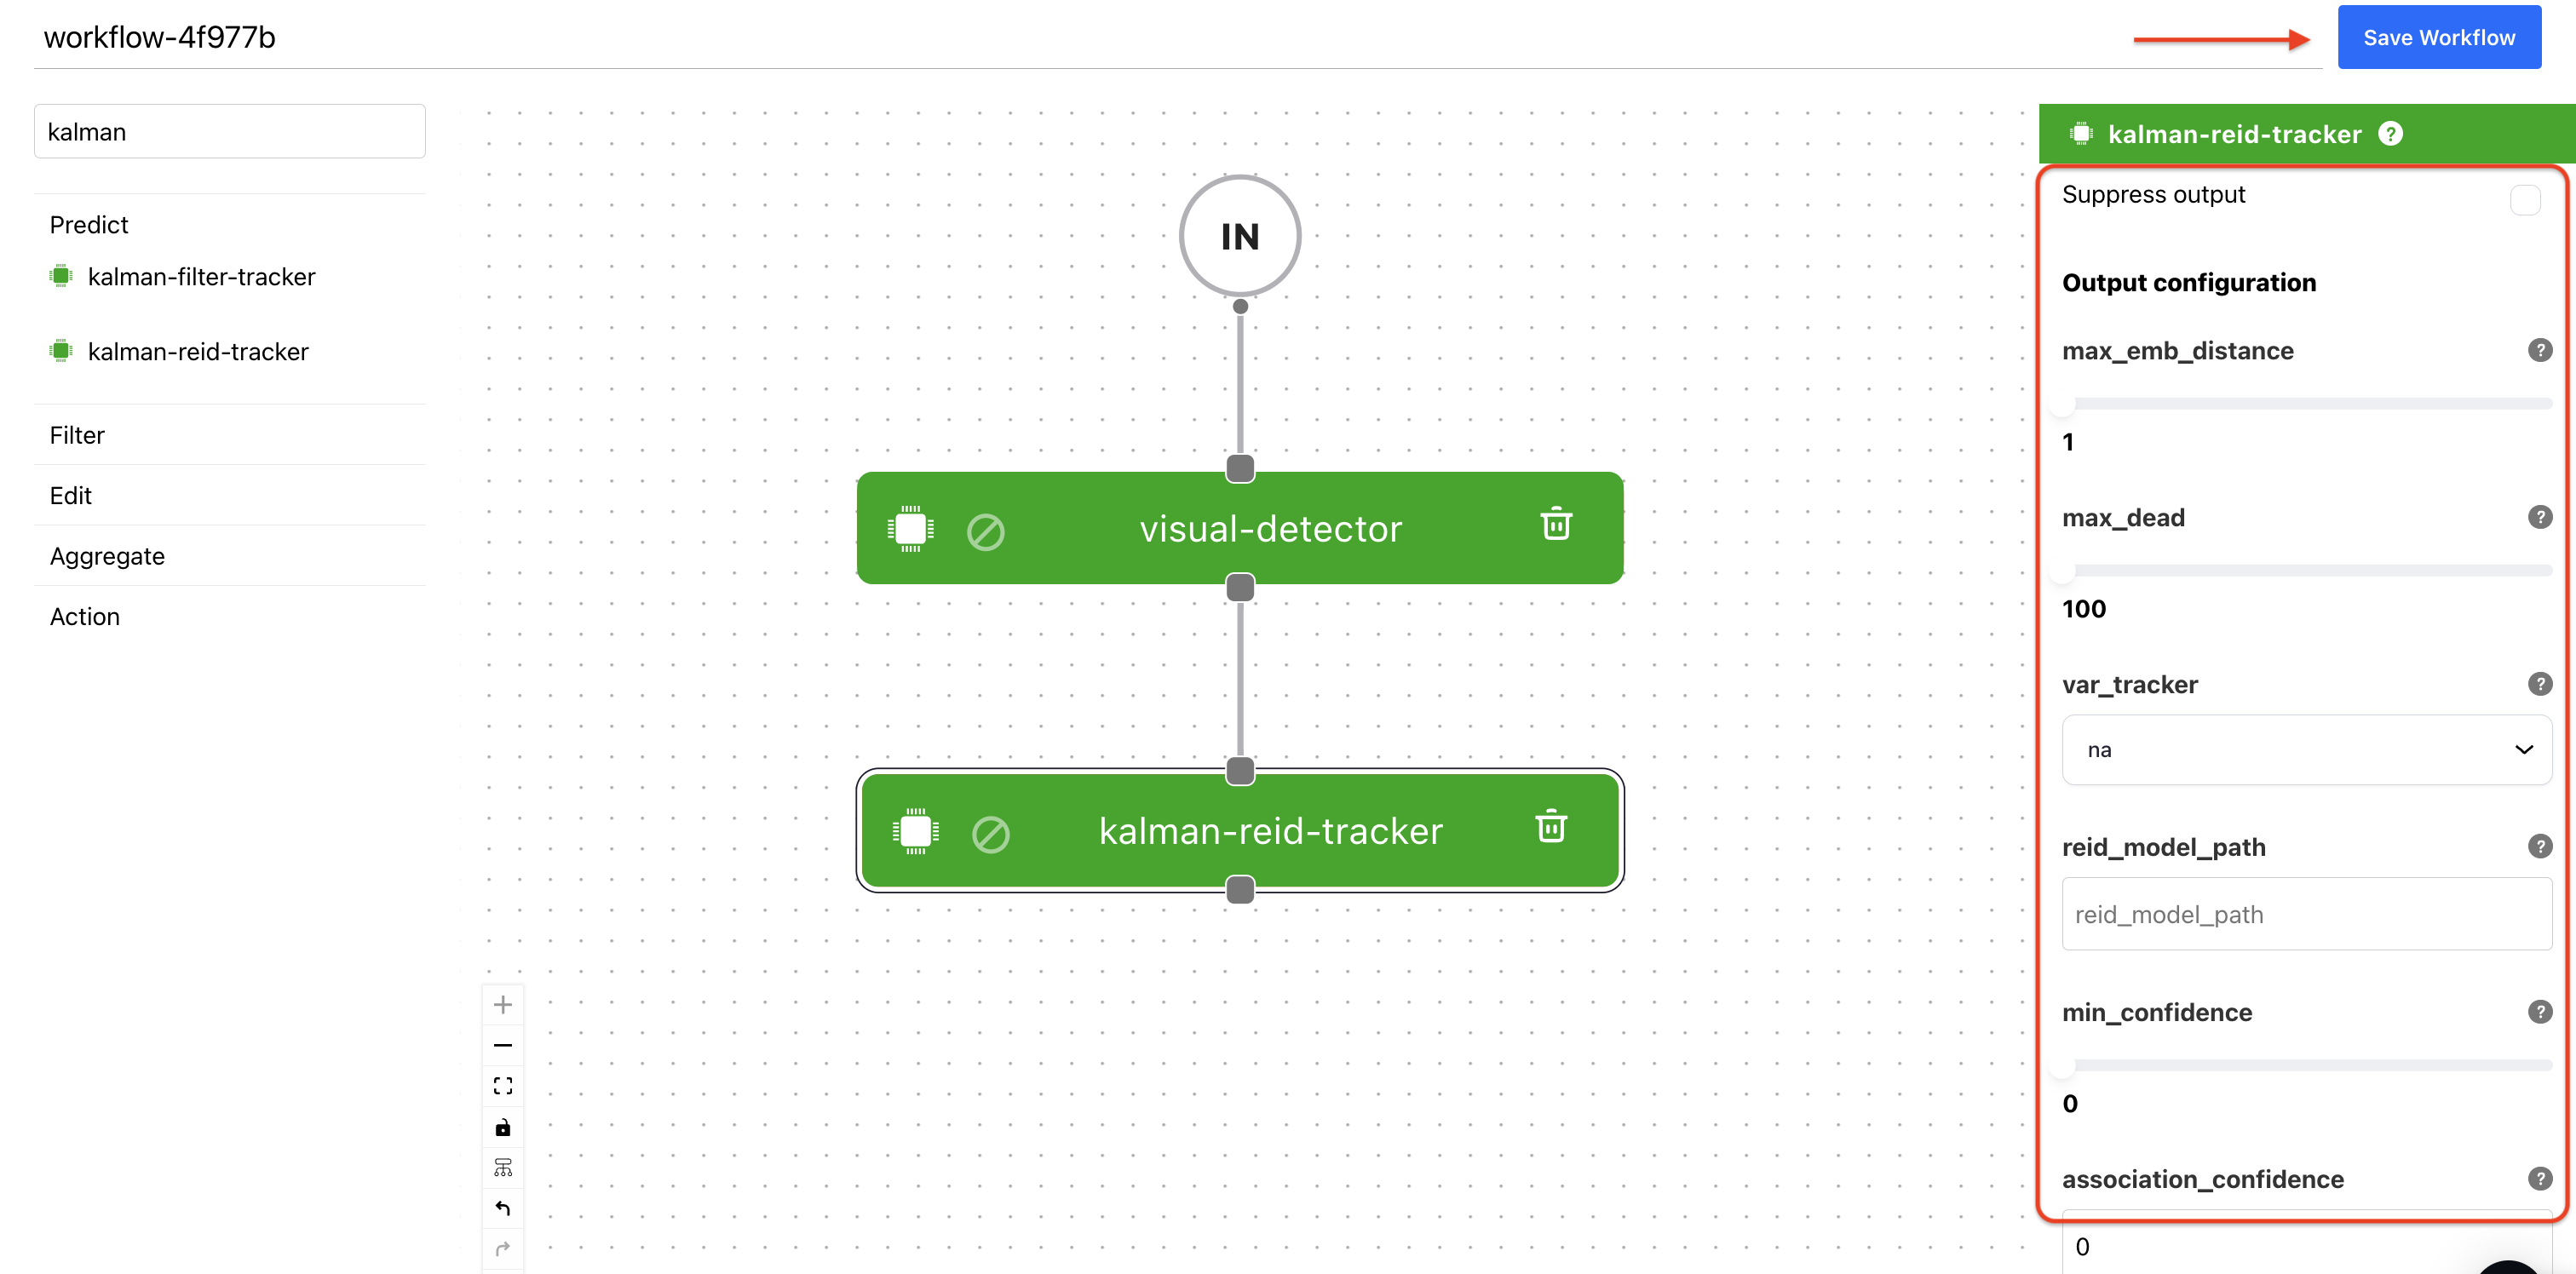 workflow-4f977b
Save Workflow
kalman
Predict
kalman-filter-tracker
kalman-reid-tracker
Filter
Edit
Aggregate
Action
IN
visual-detector
kalman-reid-tracker
kalman-reid-tracker ?
Suppress output
Output configuration
max_emb_distance ?
1
max_dead ?
100
var_tracker ?
na
reid_model_path ?
reid_model_path
min_confidence ?
0
association_confidence ?
0